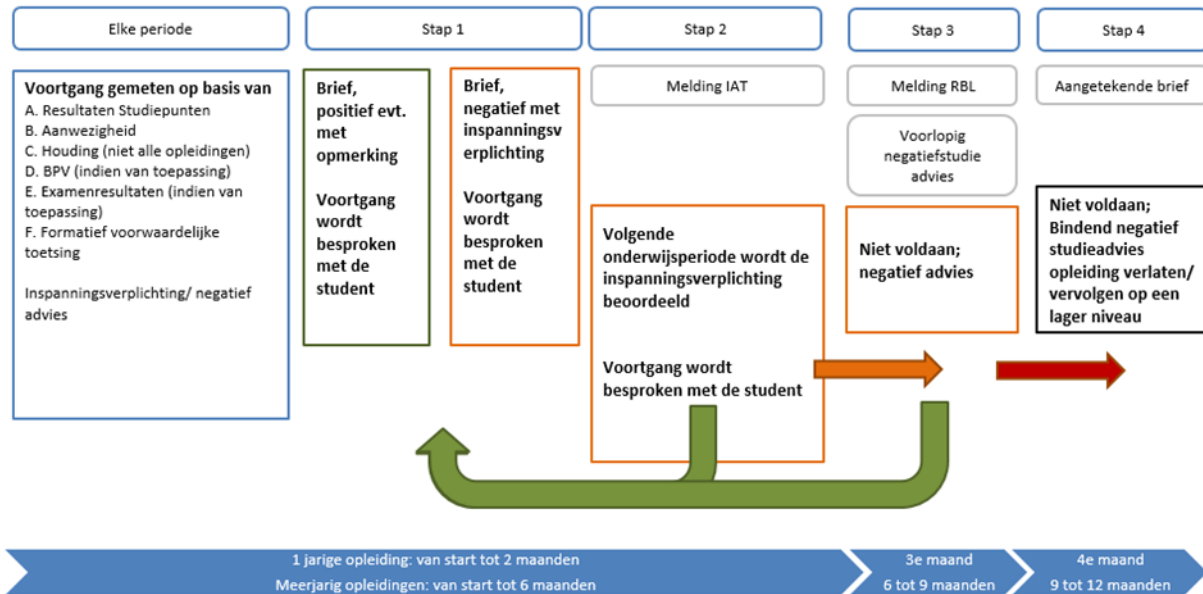 Elke periode
Stap 1
Stap 2
Stap 3
Stap 4
Voortgang gemeten op basis van
A. Resultaten Studiepunten
B. Aanwezigheid
C. Houding (niet alle opleidingen)
D. BPV (indien van toepassing)
E. Examenresultaten (indien van
toepassing)
F. Formatief voorwaardelijke
toetsing
Inspanningsverplichting/ negatief
advies
Brief,
positief evt.
met
opmerking
Voortgang
wordt
besproken
met de
student
Brief,
negatief met
inspanningsv
erplichting
Voortgang
wordt
besproken
met de
student
Melding IAT
Volgende
onderwijsperiode wordt de
inspanningsverplichting
beoordeeld
Voortgang wordt
besproken met de student
Melding RBL
Voorlopig
negatiefstudie
advies
Niet voldaan;
negatief advies
Aangetekende brief
Niet voldaan;
Bindend negatief
studieadvies
opleiding verlaten/
vervolgen op een
lager niveau
1 jarige opleiding: van start tot 2 maanden
Meerjarig opleidingen: van start tot 6 maanden
3e maand
6 tot 9 maanden
4e maand
9 tot 12 maanden